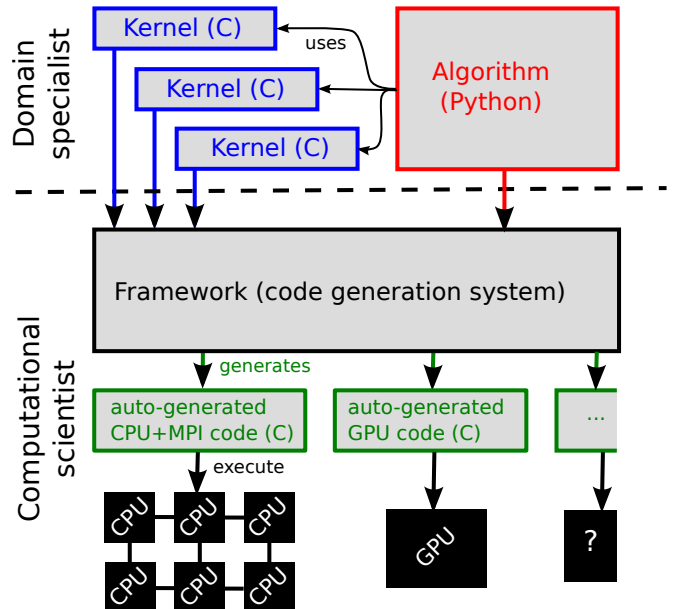 Domain
specialist
Kernel (C)
uses
Kernel (C)
Kernel (C)
Algorithm
(Python)
Computational
scientist
Framework (code generation system)
generates
auto-generated
CPU+MPI code (C)
auto-generated
GPU code (C)
...
execute
CPU
CPU
CPU
CPU
CPU
CPU
GPU
?